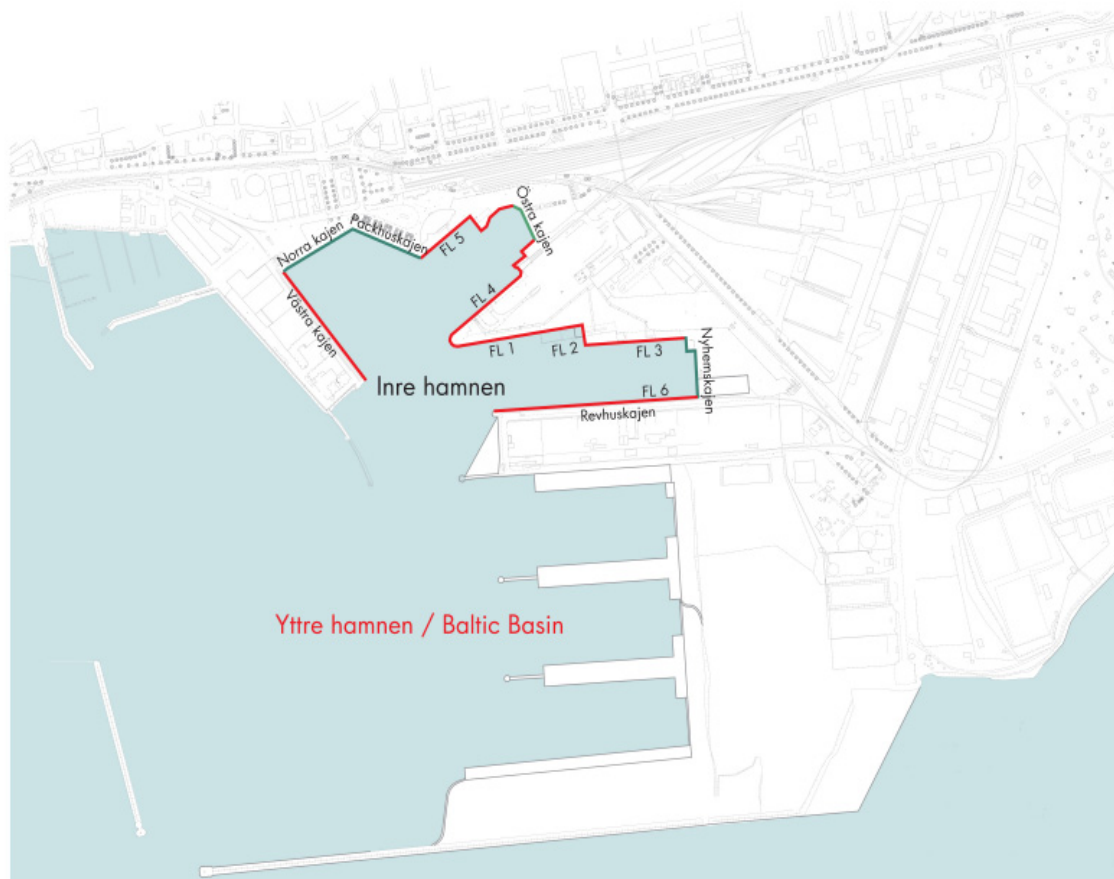 Östra kajen
Norra kajen
Packhuskajen
FL 5
Västra kajen
FL 4
FL 1
FL 2
FL 3
Nyhemskajen
Inre hamnen
FL 6
Revhuskajen
Yttre hamnen / Baltic Basin